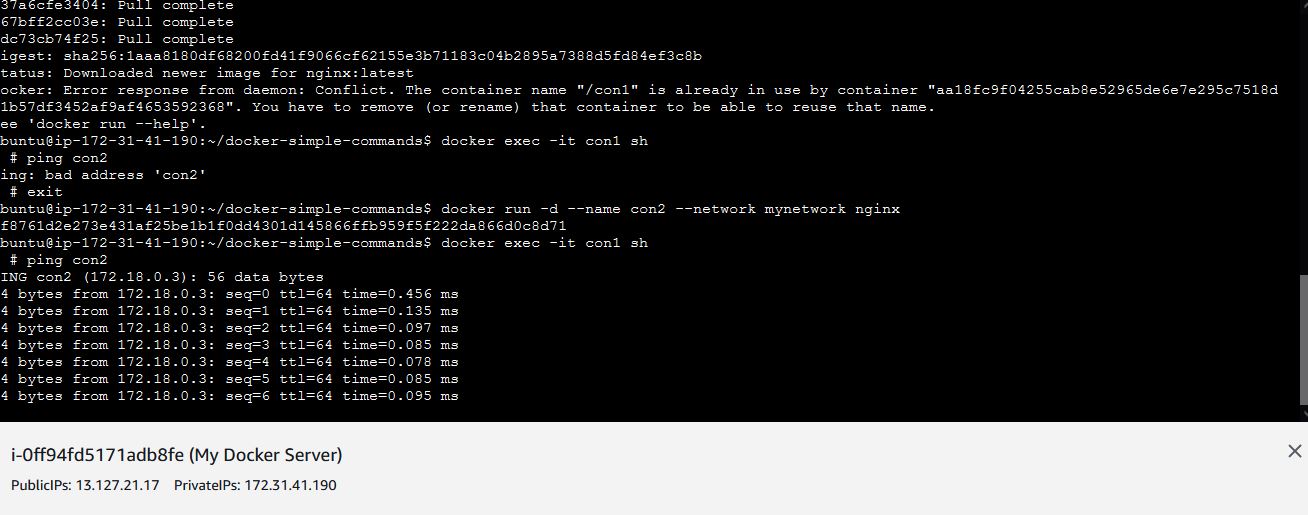 37a6cfe3404: Pull complete
67bff2cc03e: Pull complete
dc73cb74f25: Pull complete
igest: sha256:1aaa8180df68200fd41f9066cf62155e3b71183c04b2895a7388d5fd84ef3c8b
tatus: Downloaded newer image for nginx:latest
ocker: Error response from daemon: Conflict. The container name "/con1" is already in use by container "aa18fc9f04255cab8e52965de6e7e295c7518d
1b57df3452af9af4653592368". You have to remove (or rename) that container to be able to reuse that name.
ee 'docker run --help'.
buntu@ip-172-31-41-190:~/docker-simple-commands$ docker exec -it con1 sh
# ping con2
ing: bad address 'con2'
# exit
buntu@ip-172-31-41-190:~/docker-simple-commands$ docker run -d --name con2 --network mynetwork nginx
f8761d2e273e431af25be1b1f0dd4301d145866ffb959f5f222da866d0c8d71
buntu@ip-172-31-41-190:~/docker-simple-commands$ docker exec -it con1 sh
# ping con2
ING con2 (172.18.0.3): 56 data bytes
4 bytes from 172.18.0.3: seq=0 ttl=64 time=0.456 ms
4 bytes from 172.18.0.3: seq=1 ttl=64 time=0.135 ms
4 bytes from 172.18.0.3: seq=2 ttl=64 time=0.097 ms
4 bytes from 172.18.0.3: seq=3 ttl=64 time=0.085 ms
4 bytes from 172.18.0.3: seq=4 ttl=64 time=0.078 ms
4 bytes from 172.18.0.3: seq=5 ttl=64 time=0.085 ms
4 bytes from 172.18.0.3: seq=6 ttl=64 time=0.095 ms
i-0ff94fd5171adb8fe (My Docker Server)
PublicIPs: 13.127.21.17 PrivateIPs: 172.31.41.190